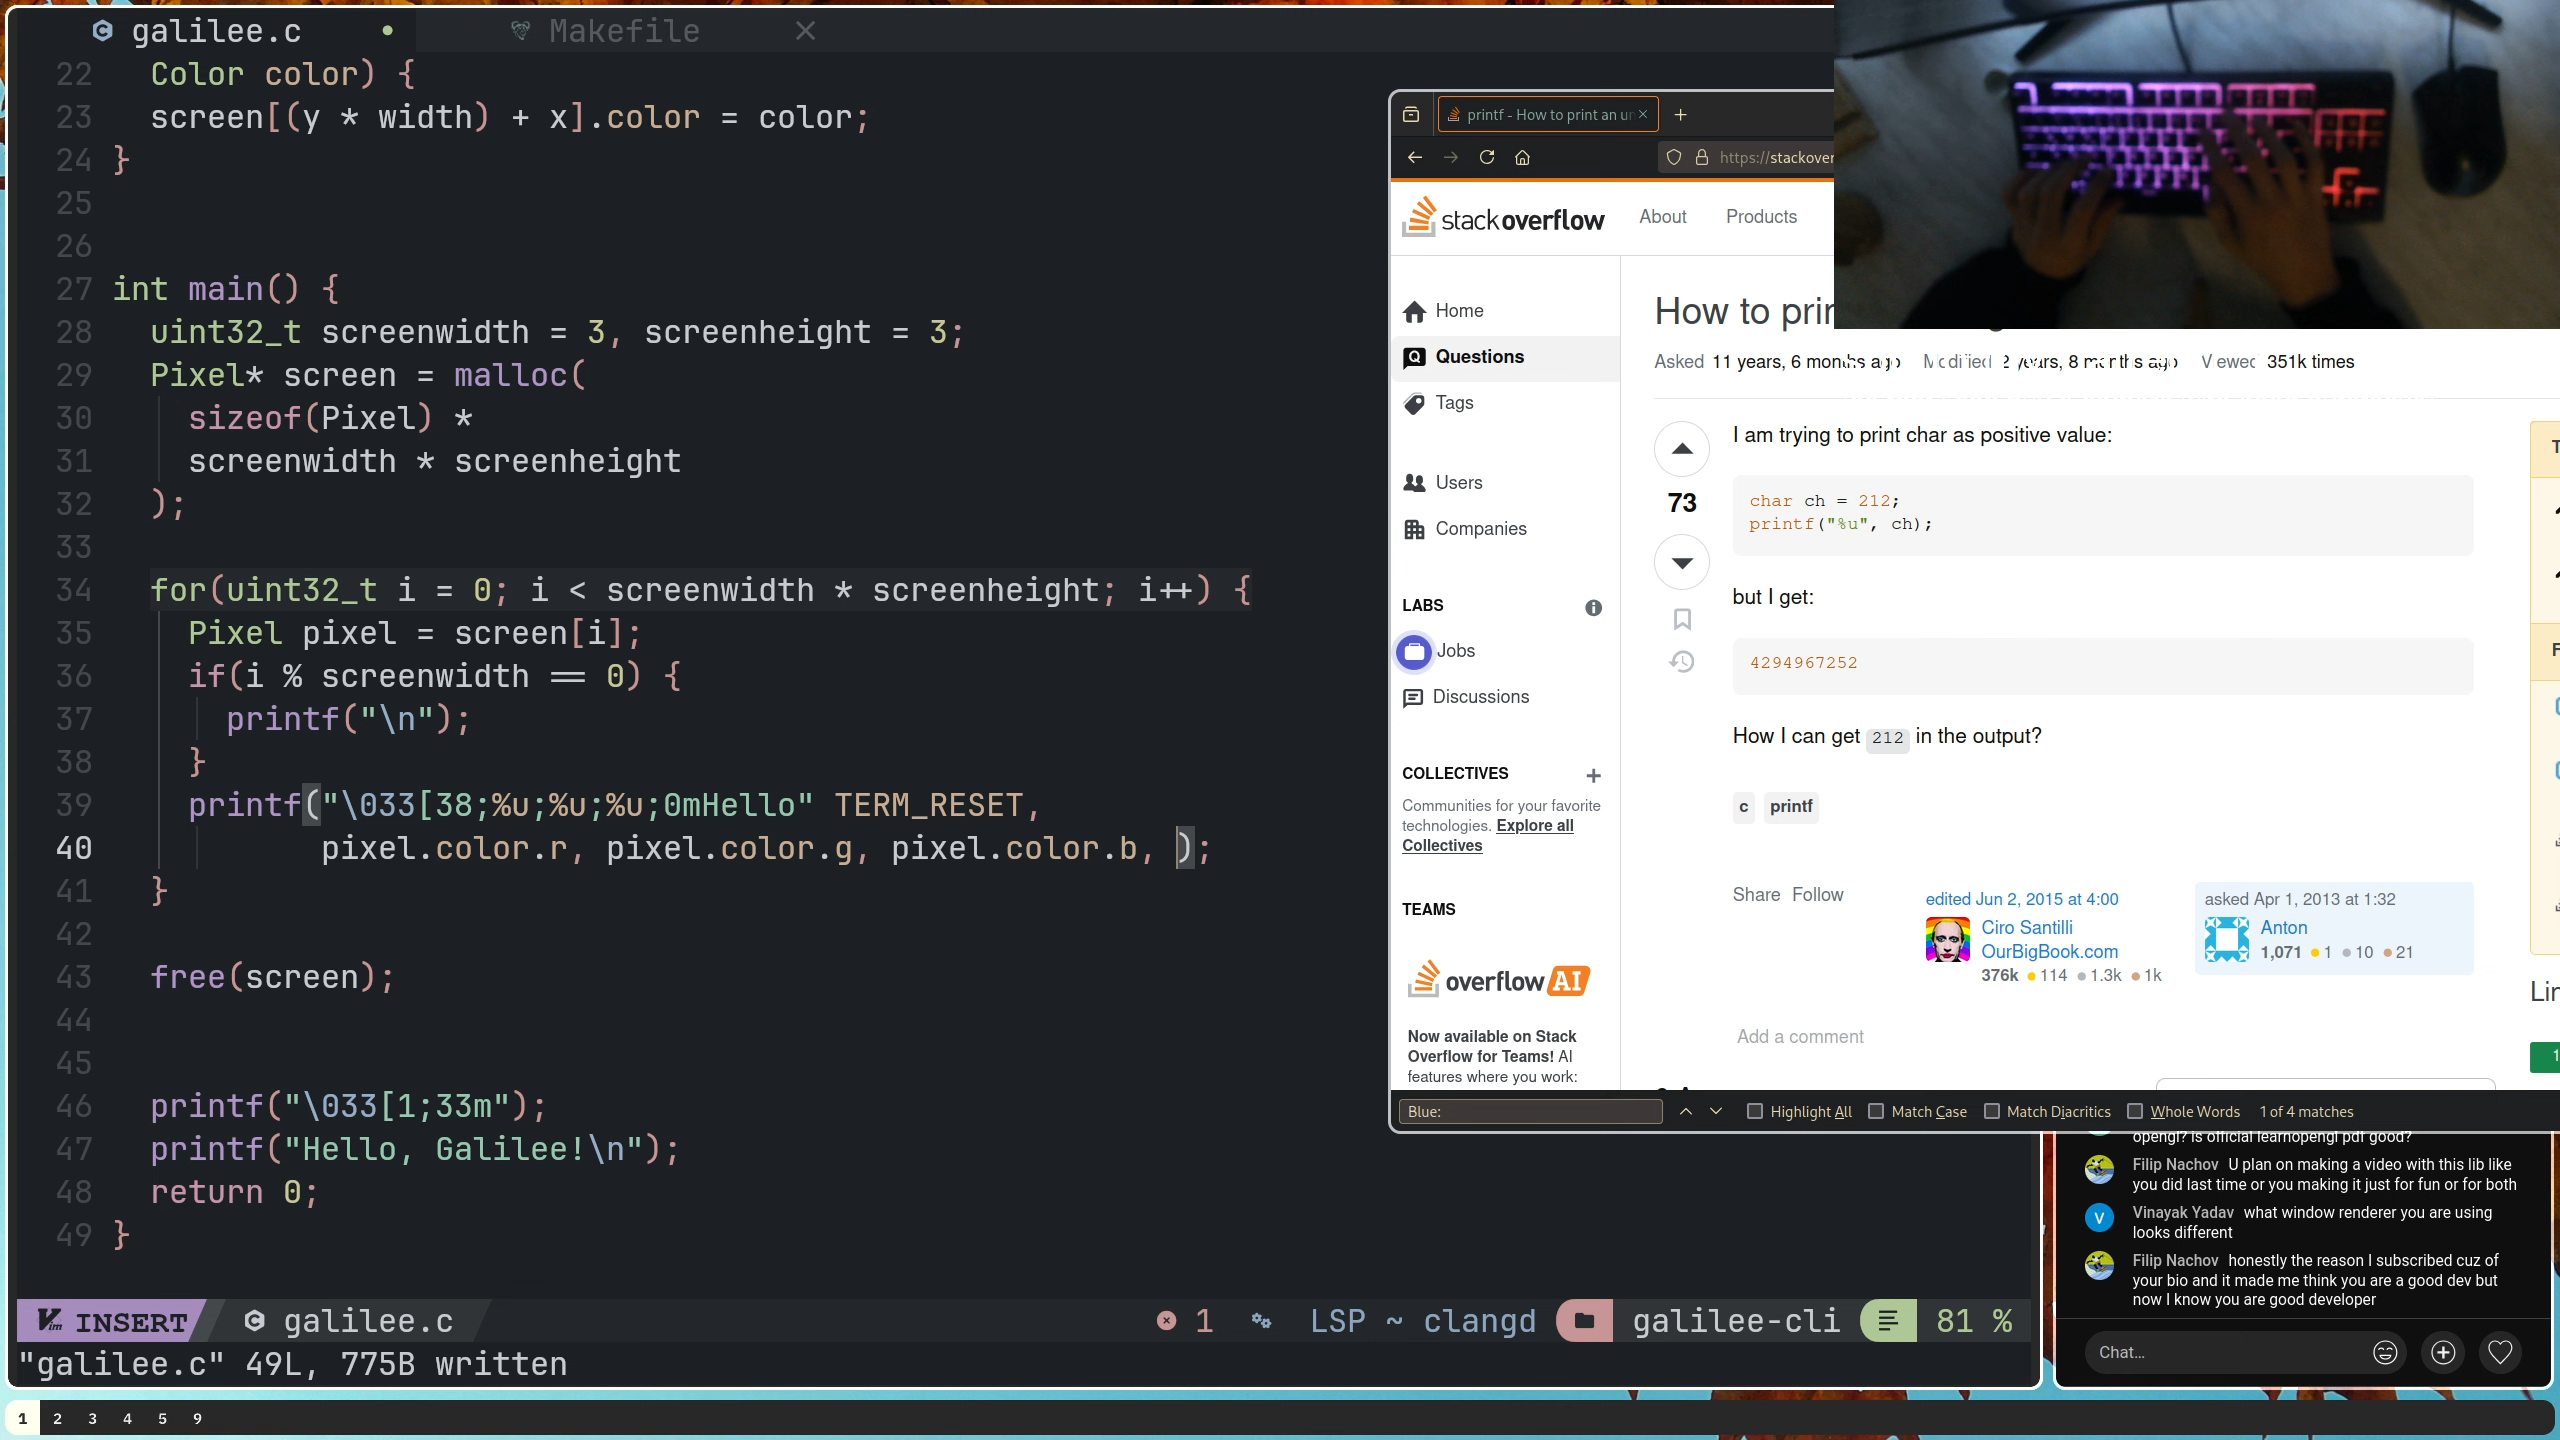 galilee.c
Makefile
22 Color color) {
23 screen[(y * width) + x].color = color;
24 }
25
26
27 int main() {
28 uint32_t screenwidth = 3, screenheight = 3;
29 Pixel* screen = malloc(
30 sizeof(Pixel) *
31 screenwidth * screenheight
32 );
33
34 for(uint32_t i = 0; i < screenwidth * screenheight; i++) {
35 Pixel pixel = screen[i];
36 if(i % screenwidth == 0) {
37 printf("\n");
38 }
39 printf("\033[38;%u;%u;%u;0mHello" TERM_RESET,
40 pixel.color.r, pixel.color.g, pixel.color.b, );
41 }
42
43 free(screen);
44
45
46 printf("\033[1;33m");
47 printf("Hello, Galilee!\n");
48 return 0;
49 }
INSERT galilee.c 1 LSP ~ clangd galilee-cli 81 %
"galilee.c" 49L, 775B written
1 2 3 4 5 9
printf - How to print an un
https://stackover
stackoverflow About Products
Home
Questions
Tags
Users
Companies
LABS
Jobs
Discussions
COLLECTIVES
Communities for your favorite
technologies. Explore all
Collectives
TEAMS
overflow AI
Now available on Stack
Overflow for Teams! AI
features where you work:
How to prin
Asked 11 years, 6 months ago Modified 2 years, 8 months ago Viewed 351k times
73
I am trying to print char as positive value:
char ch = 212;
printf("%u", ch);
but I get:
4294967252
How I can get 212 in the output?
c printf
Share Follow
edited Jun 2, 2015 at 4:00
Ciro Santilli
OurBigBook.com
376k 114 1.3k 1k
asked Apr 1, 2013 at 1:32
Anton
1,071 1 10 21
Add a comment
Blue: Highlight All Match Case Match Diacritics Whole Words 1 of 4 matches
opengl? is official learnopengl pdf good?
Filip Nachov U plan on making a video with this lib like
you did last time or you making it just for fun or for both
V
Vinayak Yadav what window renderer you are using
looks different
Filip Nachov honestly the reason I subscribed cuz of
your bio and it made me think you are a good dev but
now I know you are good developer
Chat...